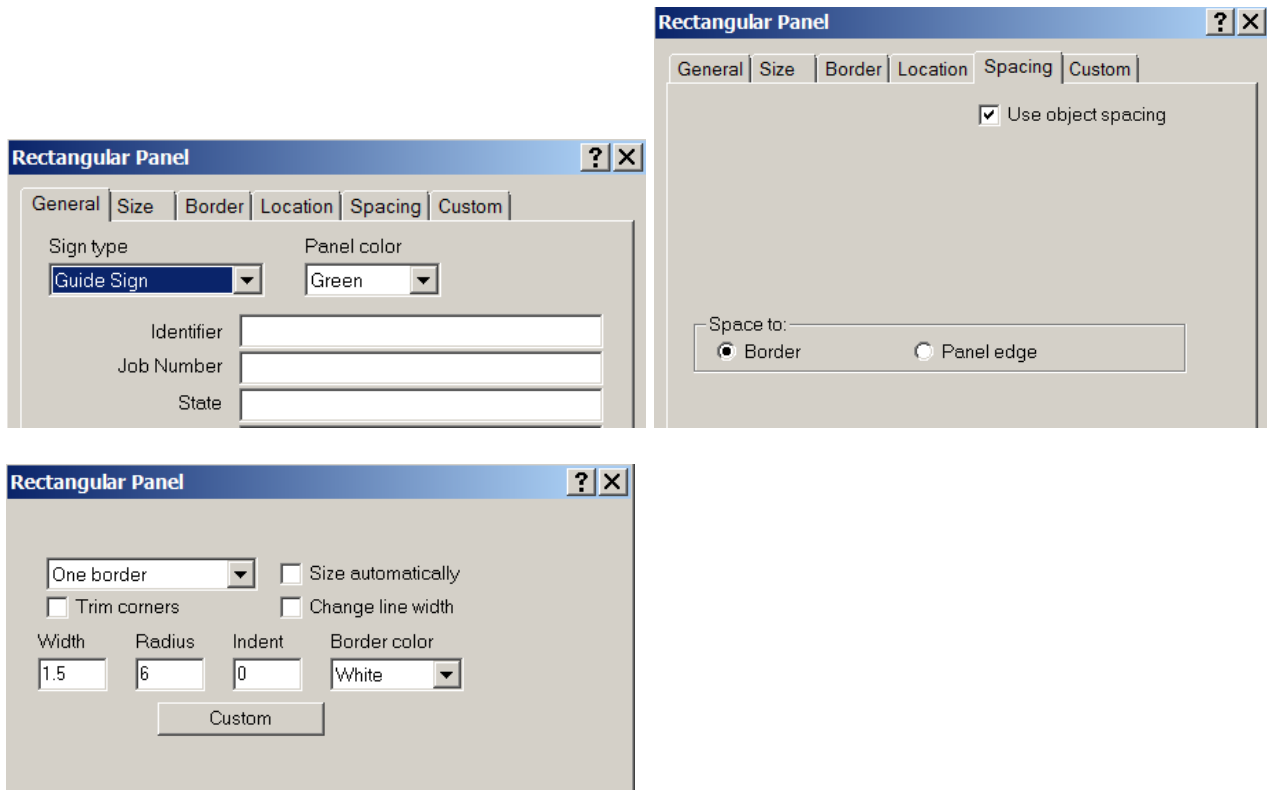 Rectangular Panel
General Size Border Location Spacing Custom
Sign type Panel color
Guide Sign Green
Identifier
Job Number
State
Rectangular Panel
General Size Border Location Spacing Custom
Use object spacing
Space to:
Border Panel edge
Rectangular Panel
One border Size automatically
Trim corners Change line width
Width Radius Indent Border color
1.5 6 0 White
Custom